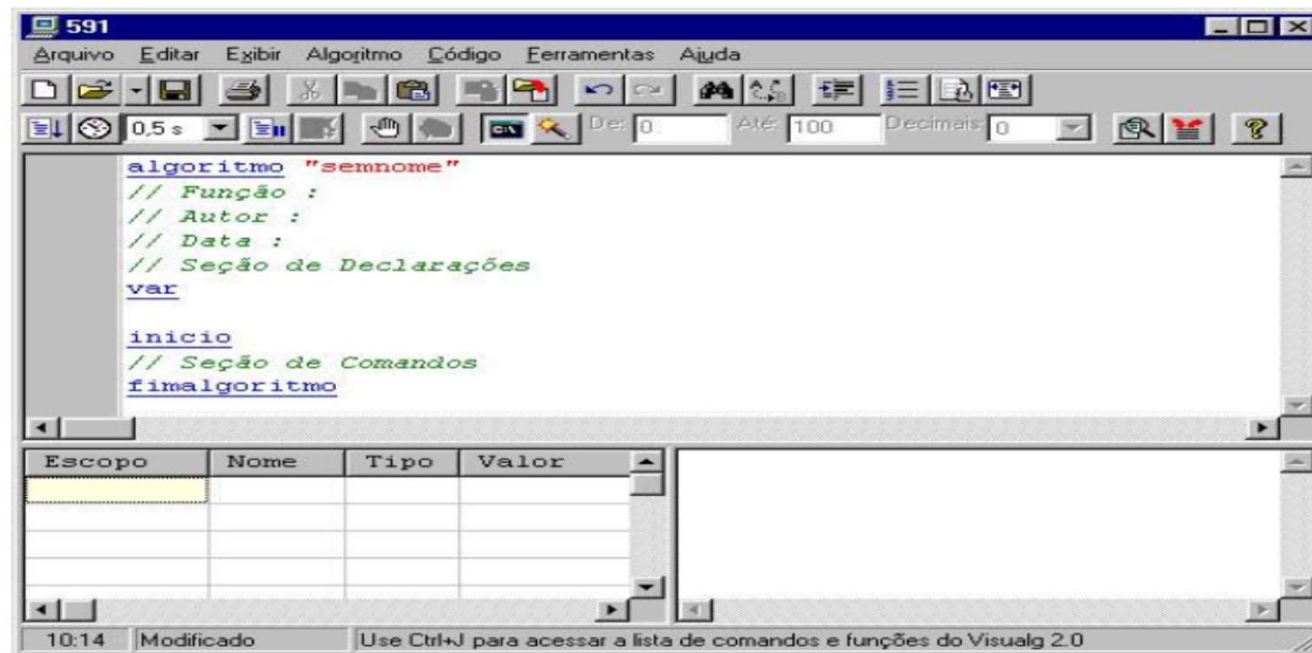 591
Arquivo Editar Exibir Algoritmo Código Ferramentas Ajuda
0,5 s De: 0 Até: 100 Decimais 0
algoritmo "semnome"
// Função :
// Autor :
// Data :
// Seção de Declarações
var
inicio
// Seção de Comandos
fimalgoritmo
Escopo Nome Tipo Valor
10:14 Modificado Use Ctrl+J para acessar a lista de comandos e funções do Visualg 2.0